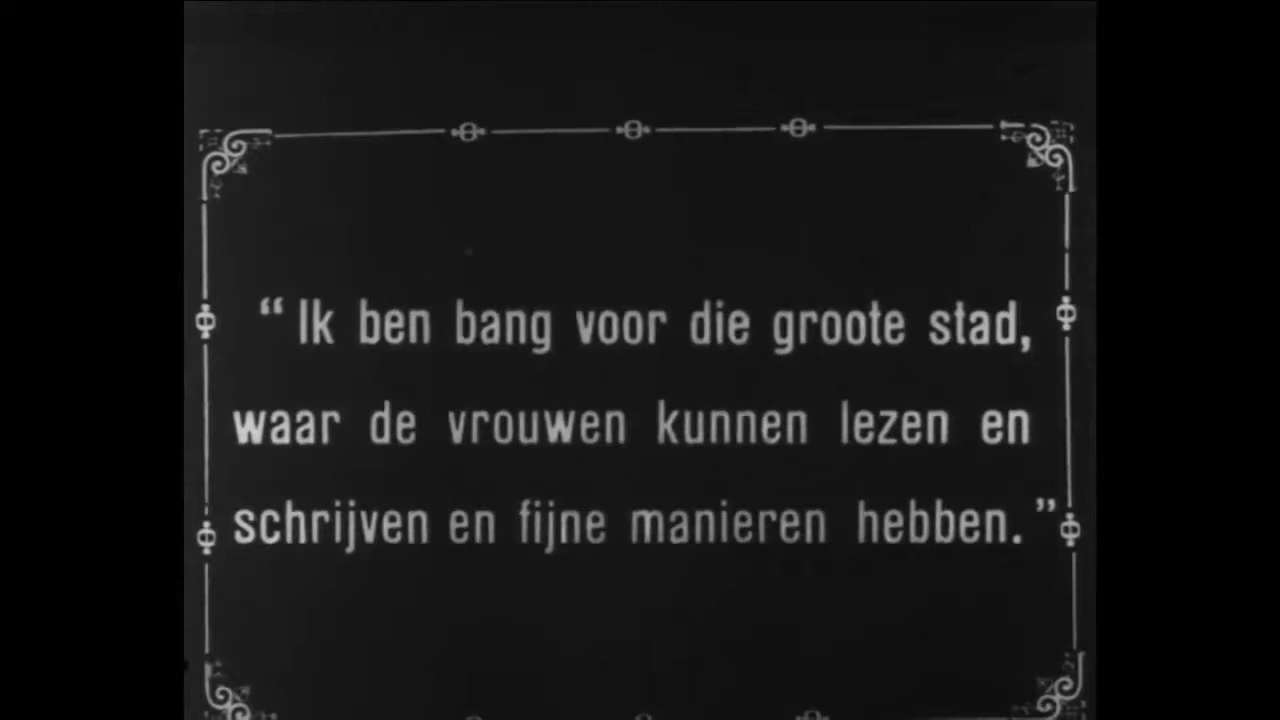 “Ik ben bang voor die groote stad,
waar de vrouwen kunnen lezen en
schrijven en fijne manieren hebben.”